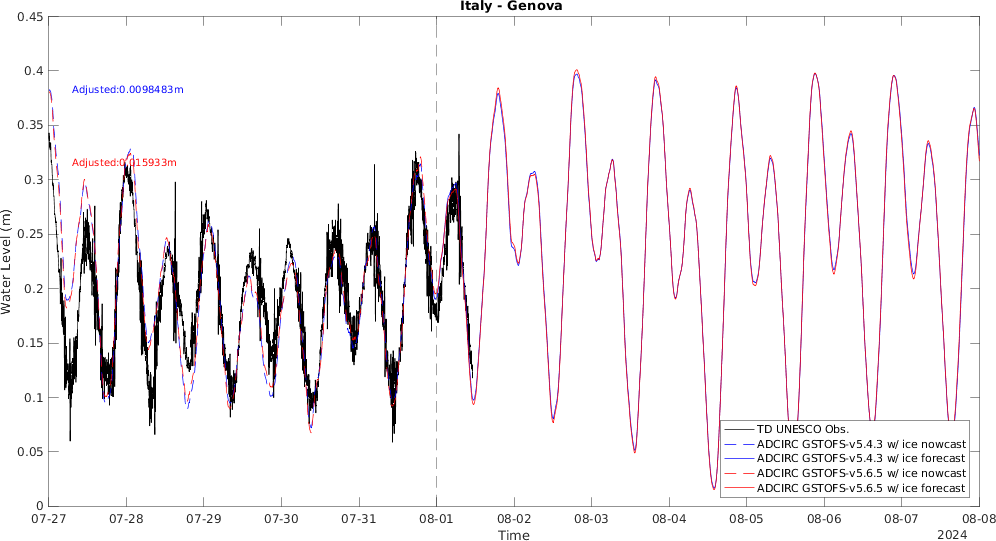 Italy - Genova
0.45
0.4
0.35
0.3
0.25
0.2
0.15
0.1
0.05
0
Water Level (m)
Adjusted:0.0098483m
Adjusted:0.015933m
TD UNESCO Obs.
ADCIRC GSTOFS-v5.4.3 w/ ice nowcast
ADCIRC GSTOFS-v5.4.3 w/ ice forecast
ADCIRC GSTOFS-v5.6.5 w/ ice nowcast
ADCIRC GSTOFS-v5.6.5 w/ ice forecast
07-27 07-28 07-29 07-30 07-31 08-01 08-02 08-03 08-04 08-05 08-06 08-07 08-08
Time
2024